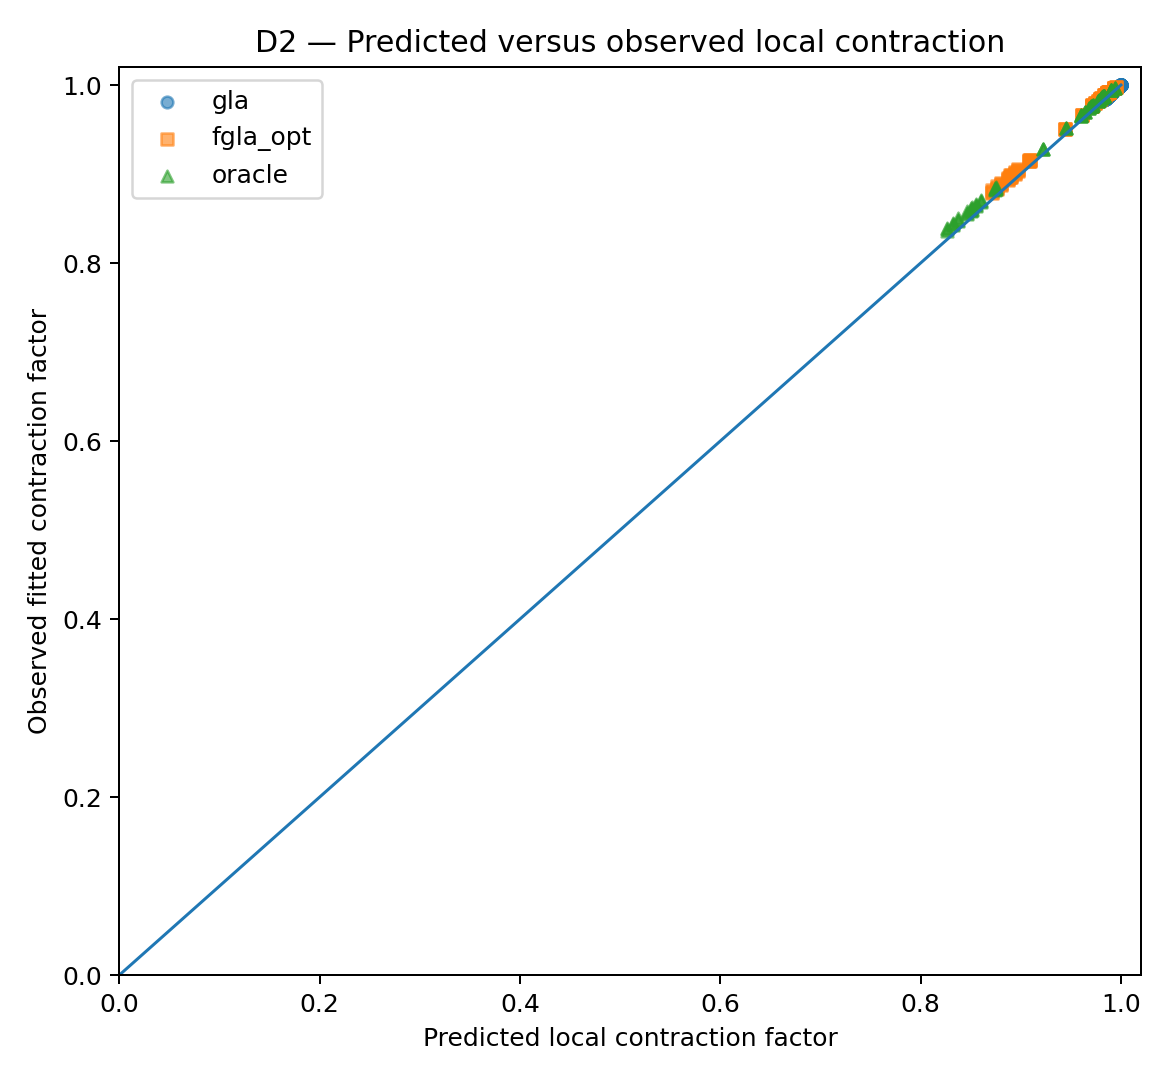 D2 — Predicted versus observed local contraction
gla
fgla_opt
oracle
Observed fitted contraction factor
1.0
0.8
0.6
0.4
0.2
0.0
0.0 0.2 0.4 0.6 0.8 1.0
Predicted local contraction factor